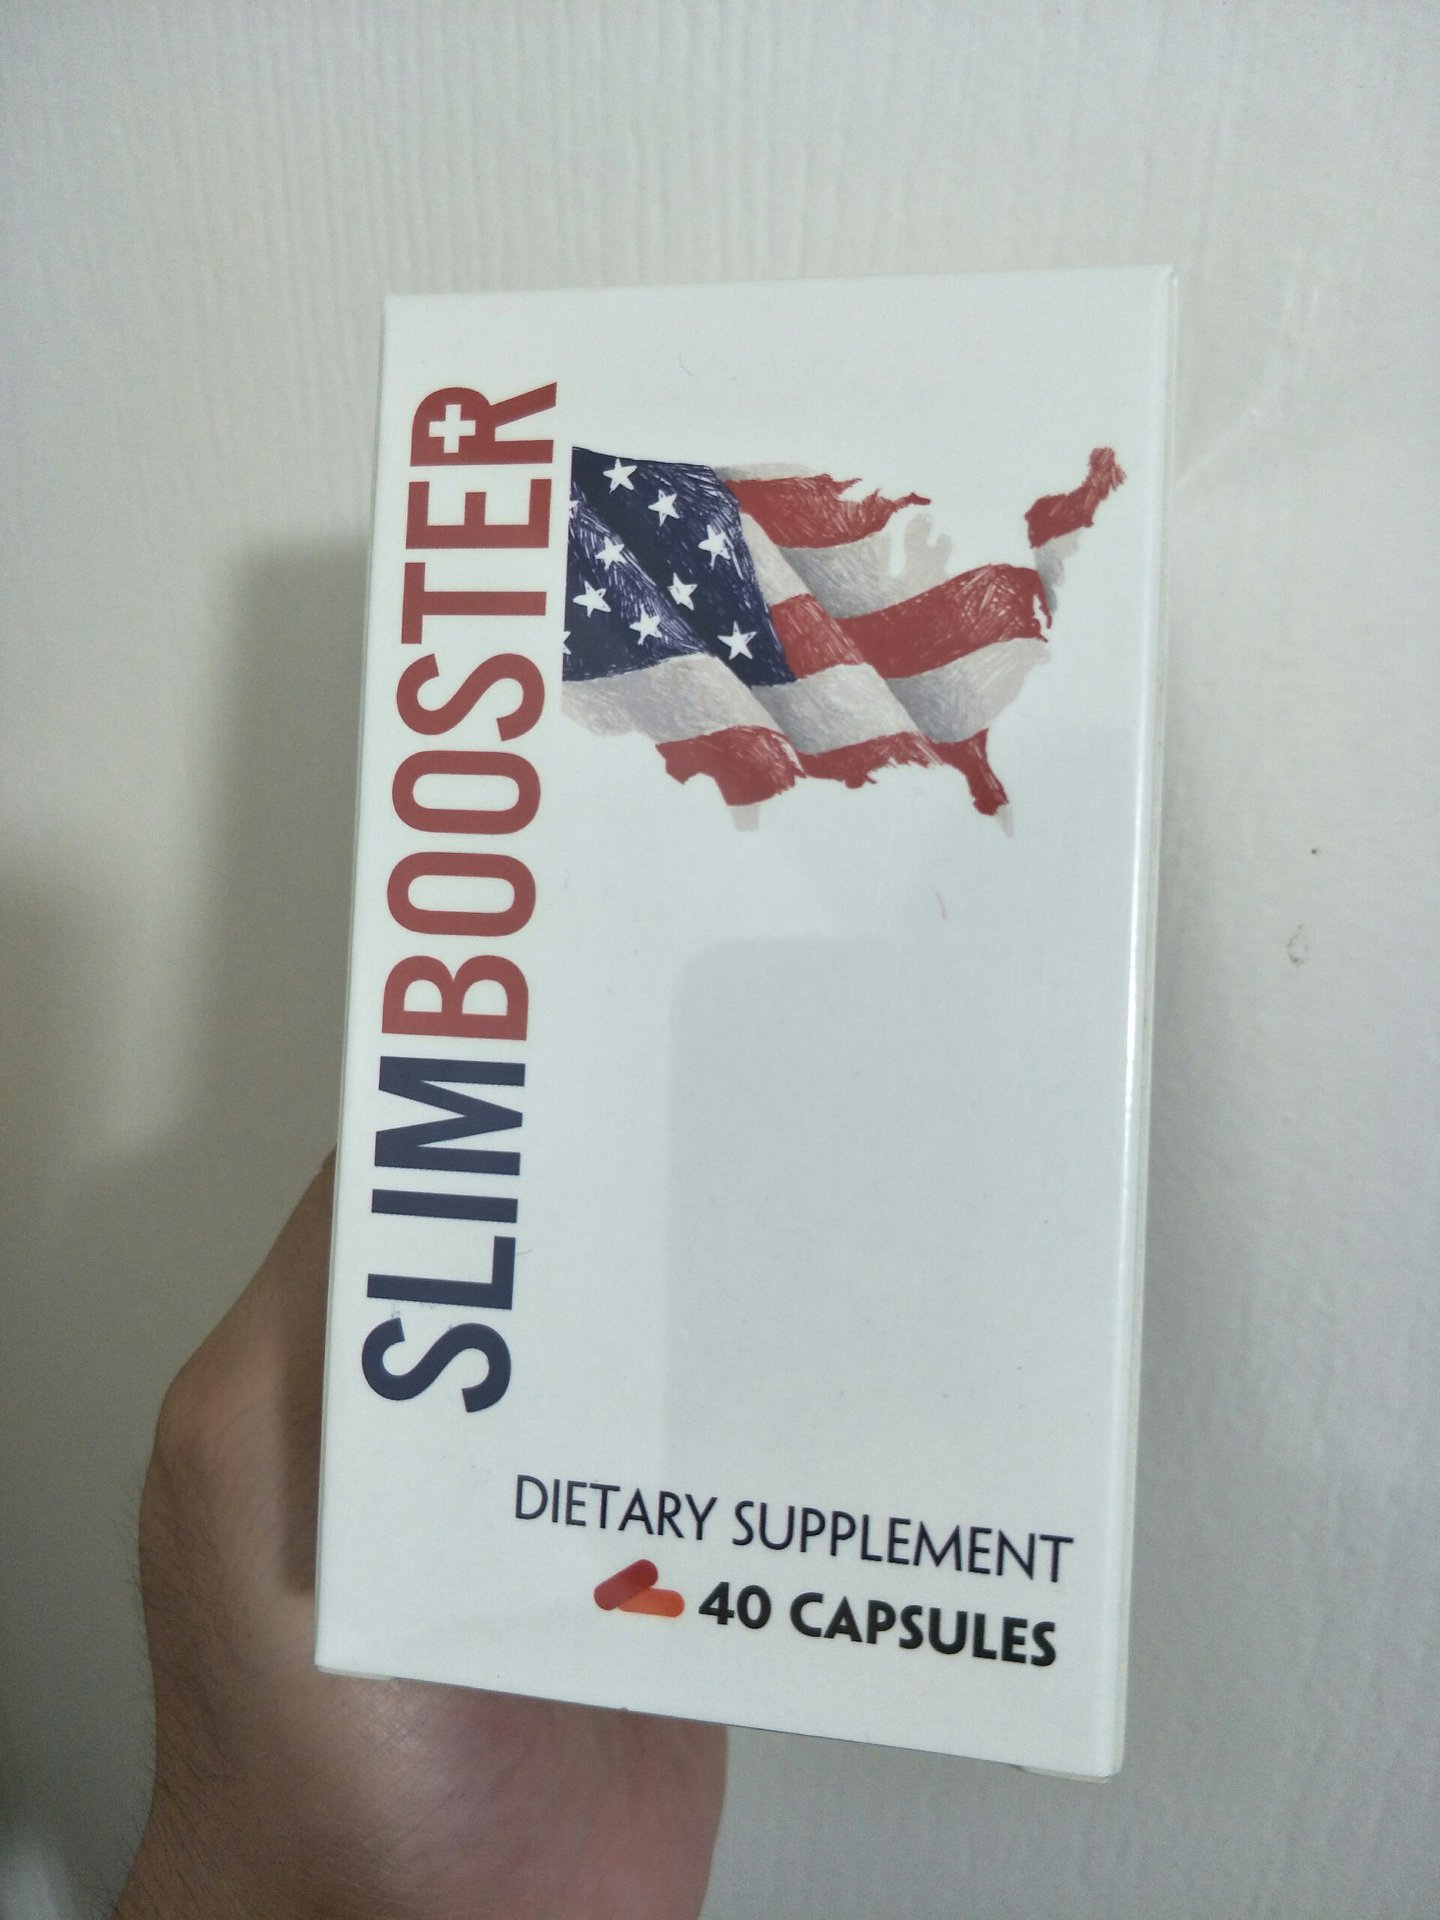 SLIMBOOSTER
DIETARY SUPPLEMENT
40 CAPSULES